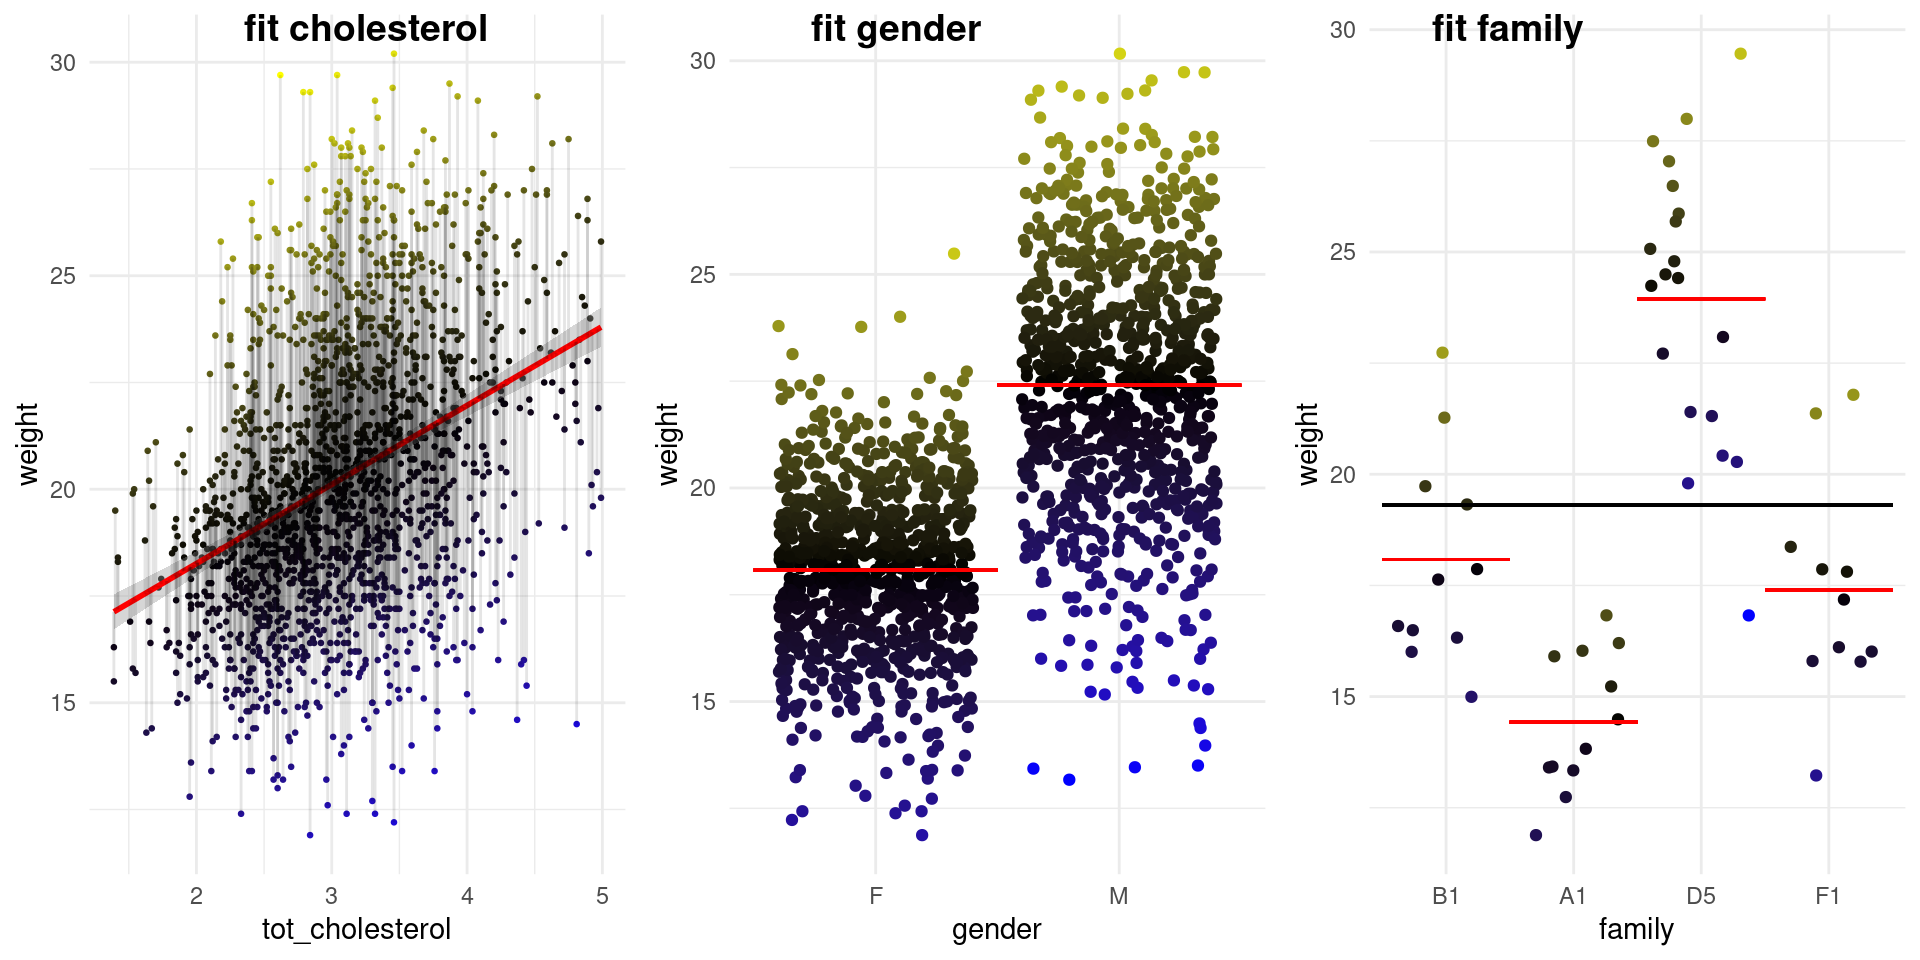 fit cholesterol
30
25
20
15
weight
2 3 4 5
tot_cholesterol
fit gender
30
25
20
15
weight
F M
gender
fit family
30
25
20
15
weight
B1 A1 D5 F1
family